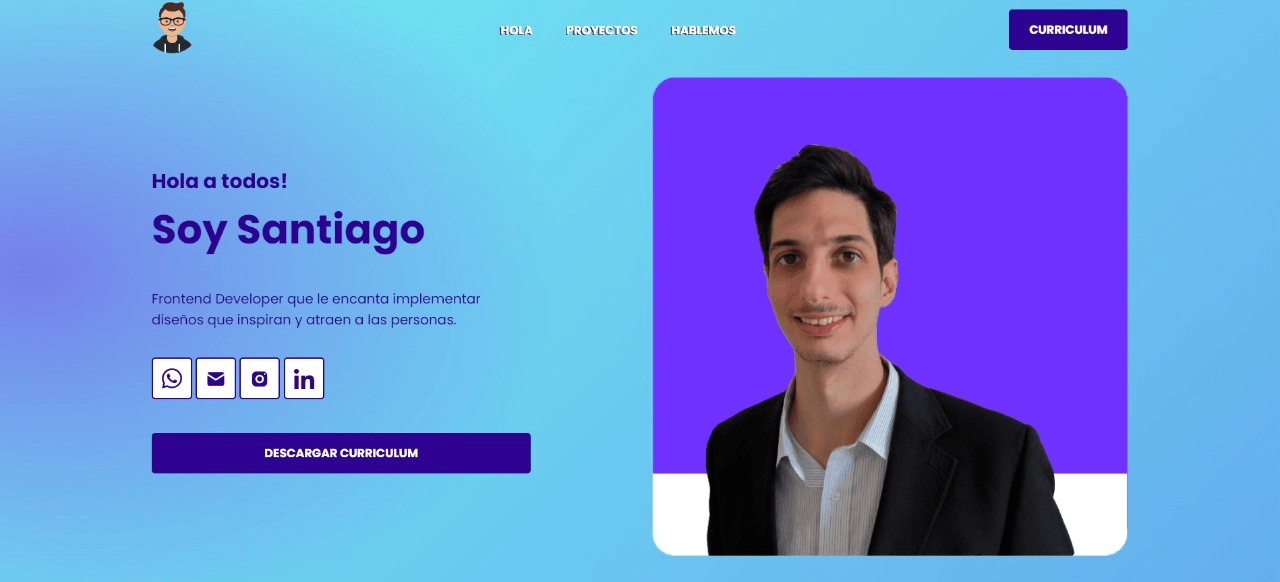 HOLA PROYECTOS HABLEMOS CURRICULUM
Hola a todos!
Soy Santiago
Frontend Developer que le encanta implementar
diseños que inspiran y atraen a las personas.
in
DESCARGAR CURRICULUM